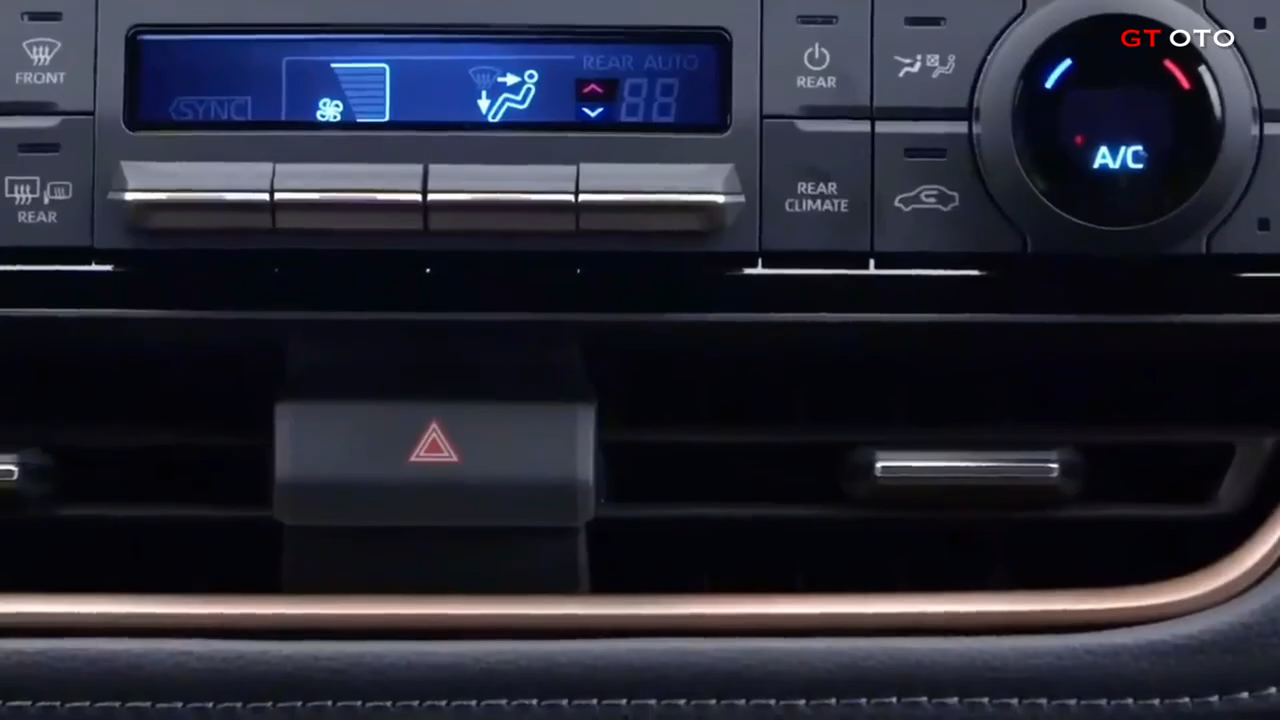 GT OTO
FRONT
REAR AUTO
SYNC
88
REAR
A/C
REAR
REAR
CLIMATE